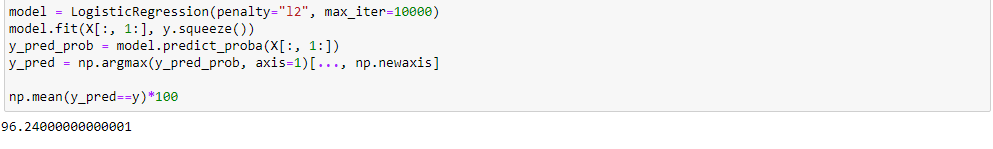 model = LogisticRegression(penalty="l2", max_iter=10000)
model.fit(X[:, 1:], y.squeeze())
y_pred_prob = model.predict_proba(X[:, 1:])
y_pred = np.argmax(y_pred_prob, axis=1)[..., np.newaxis]
np.mean(y_pred==y)*100
96.24000000000001